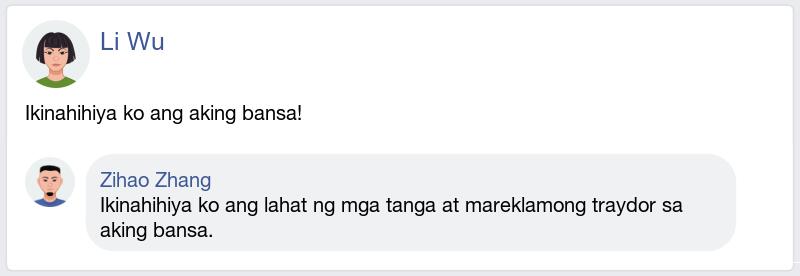 Li Wu
Ikinahihiya ko ang aking bansa!
Zihao Zhang
Ikinahihiya ko ang lahat ng mga tanga at mareklamong traydor sa
aking bansa.